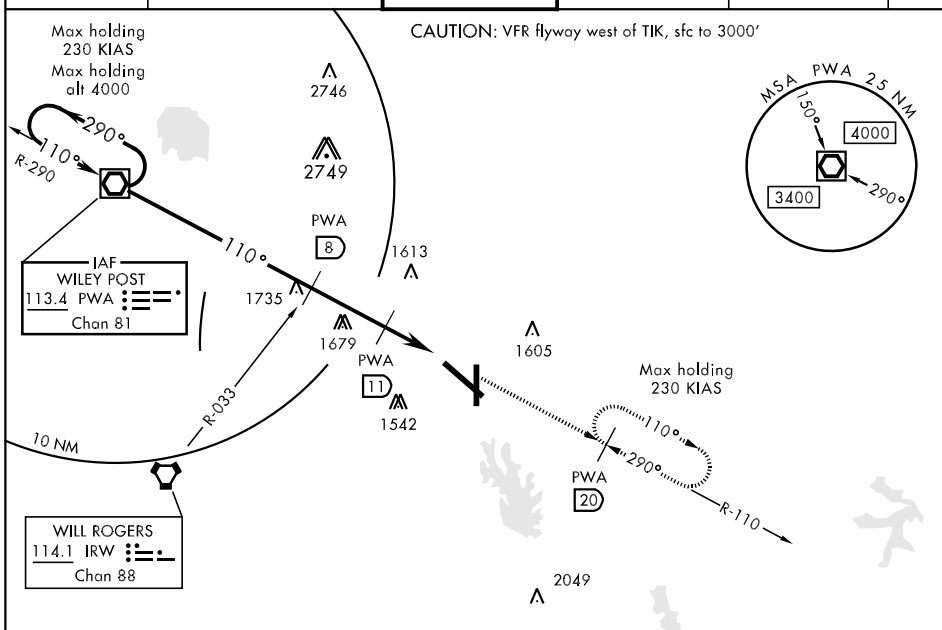 Max holding
230 KIAS
Max holding
alt 4000
CAUTION: VFR flyway west of TIK, sfc to 3000'
2746
2749
MSA PWA 25 NM
150°
4000
3400
290°
290°
110°
R-290
110°
PWA
8
1613
IAF
WILEY POST
113.4 PWA
Chan 81
1735
1679
PWA
11
1542
1605
Max holding
230 KIAS
R-033
10 NM
110°
290°
PWA
20
R-110
WILL ROGERS
114.1 IRW
Chan 88
2049